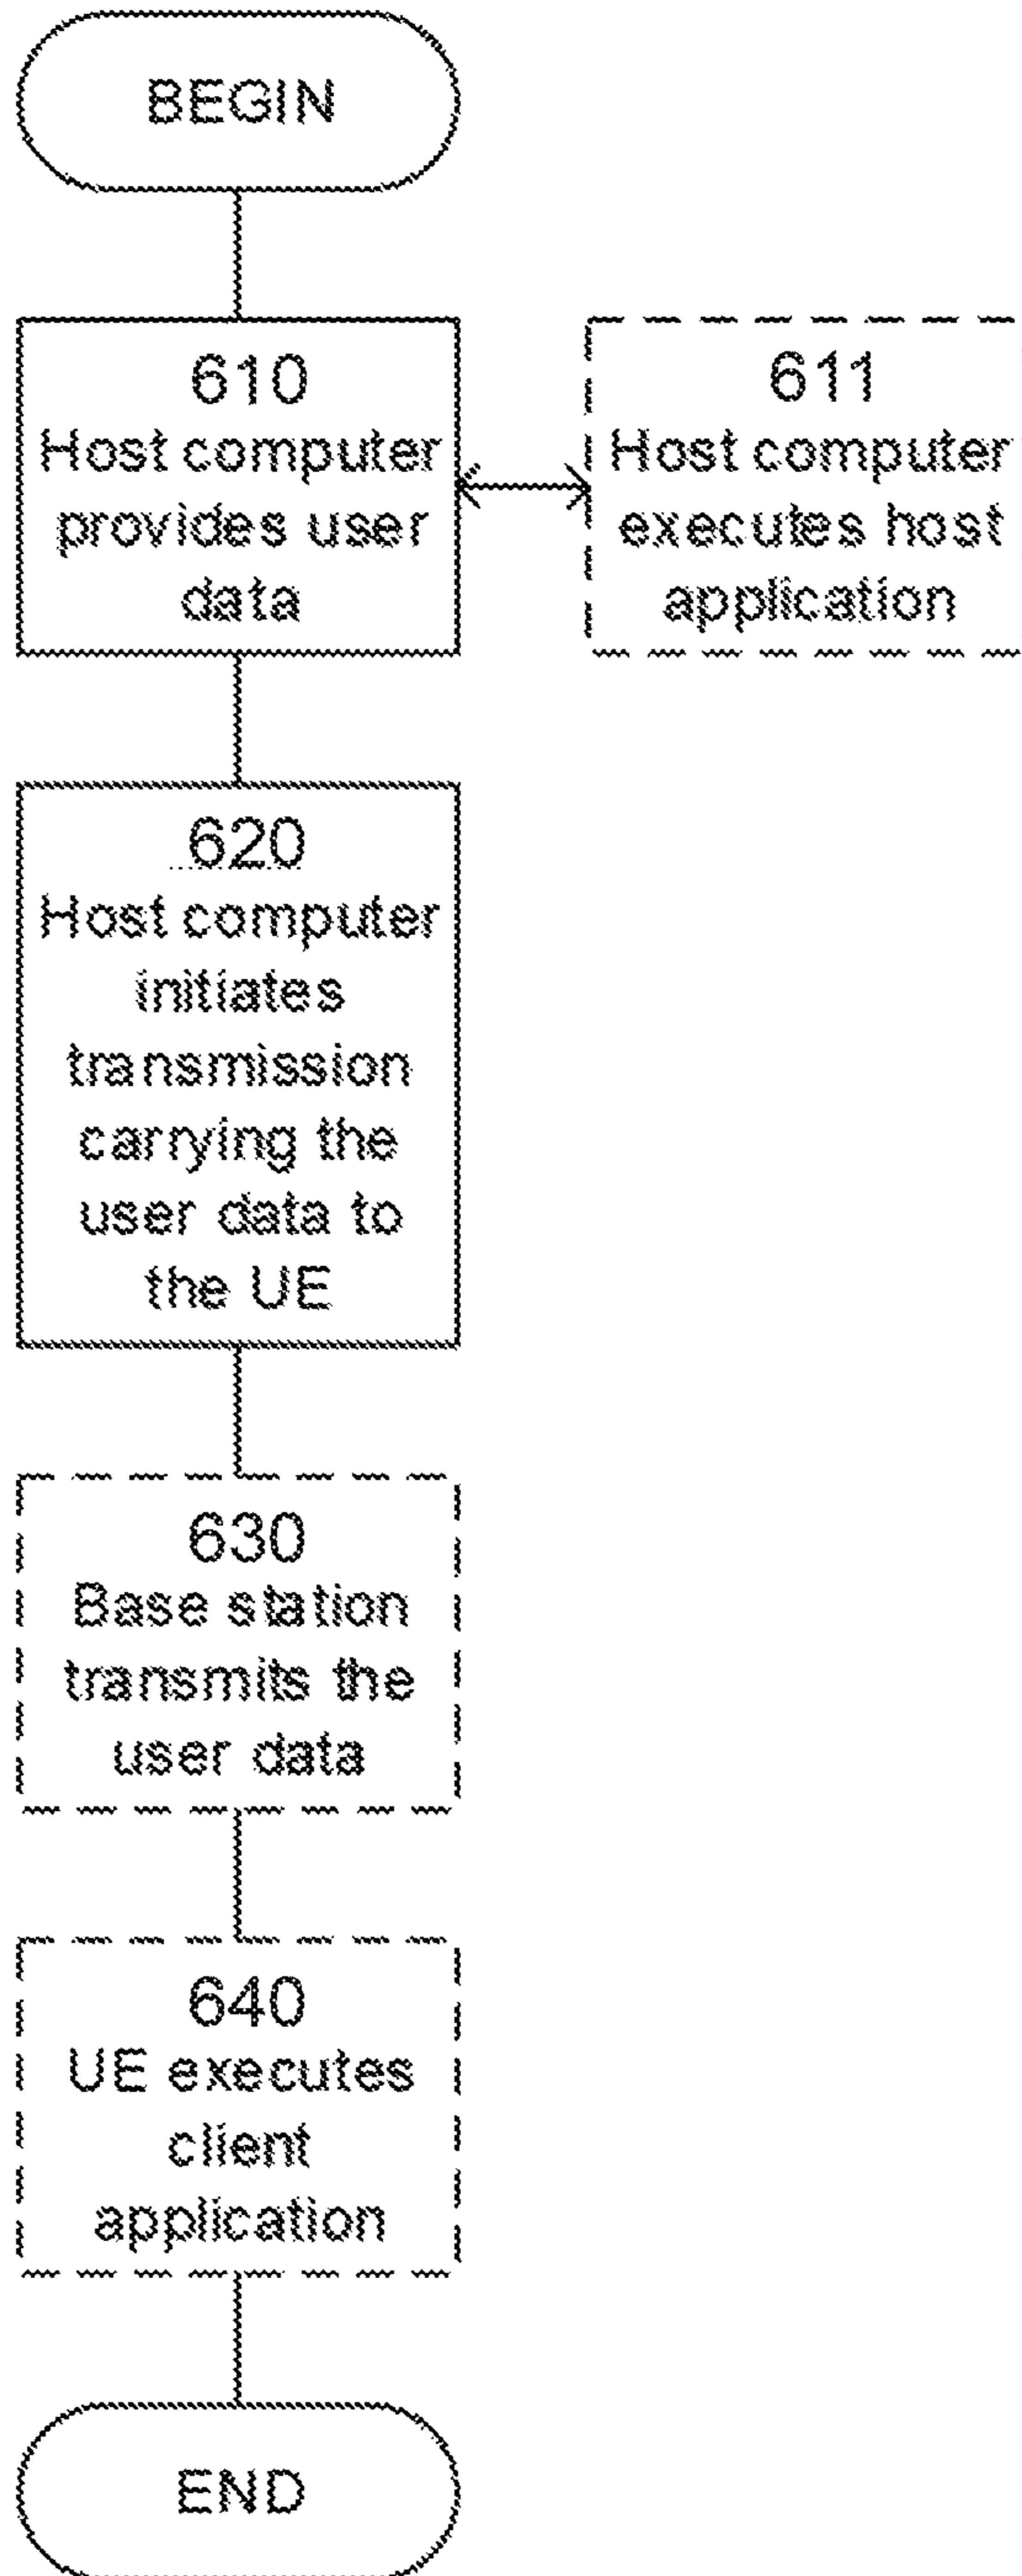 BEGIN
610
Host computer
provides user
data
611
Host computer
executes host
application
620
Host computer
initiates
transmission
carrying the
user data to
the UE
630
Base station
transmits the
user data
640
UE executes
client
application
END